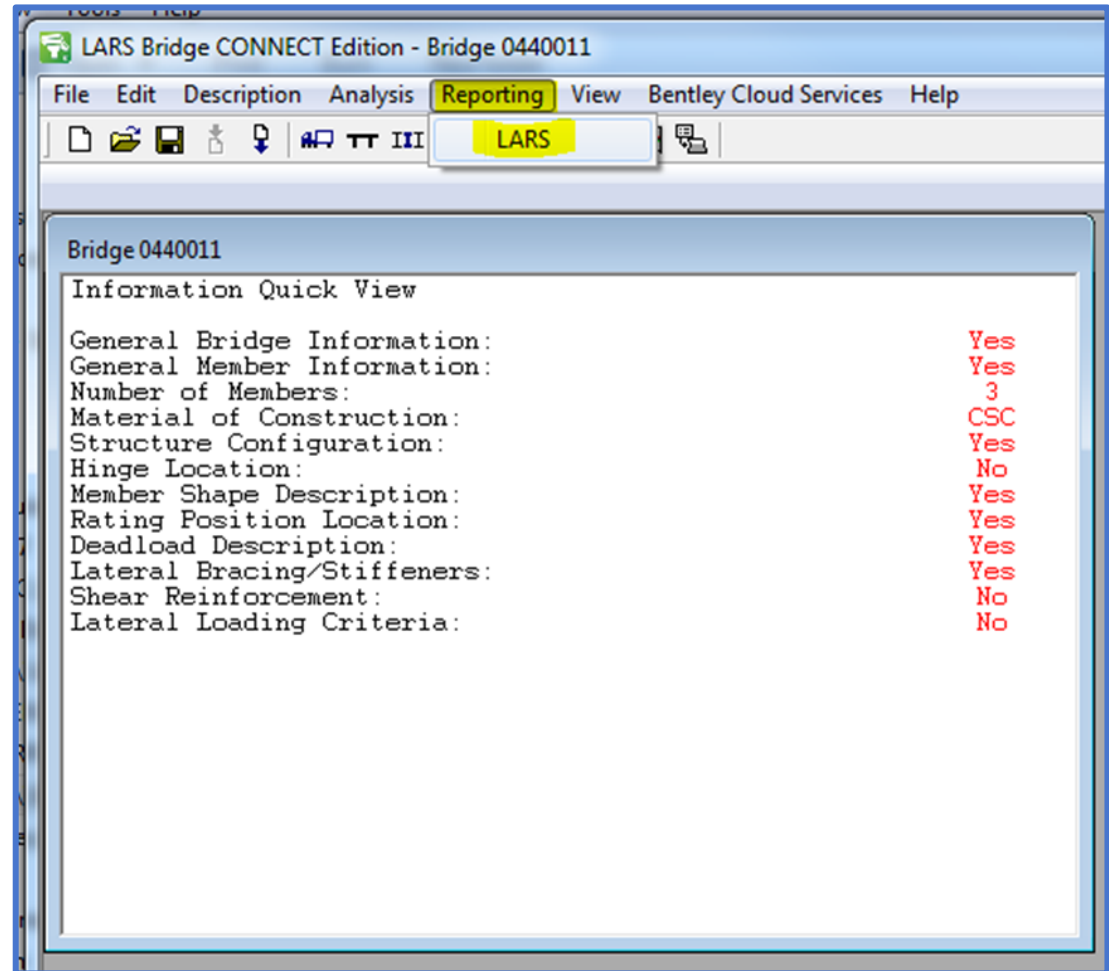 Tools Help
LARS Bridge CONNECT Edition - Bridge 0440011
File Edit Description Analysis Reporting View Bentley Cloud Services Help
LARS
Bridge 0440011
Information Quick View
General Bridge Information: Yes
General Member Information: Yes
Number of Members: 3
Material of Construction: CSC
Structure Configuration: Yes
Hinge Location: No
Member Shape Description: Yes
Rating Position Location: Yes
Deadload Description: Yes
Lateral Bracing/Stiffeners: Yes
Shear Reinforcement: No
Lateral Loading Criteria: No